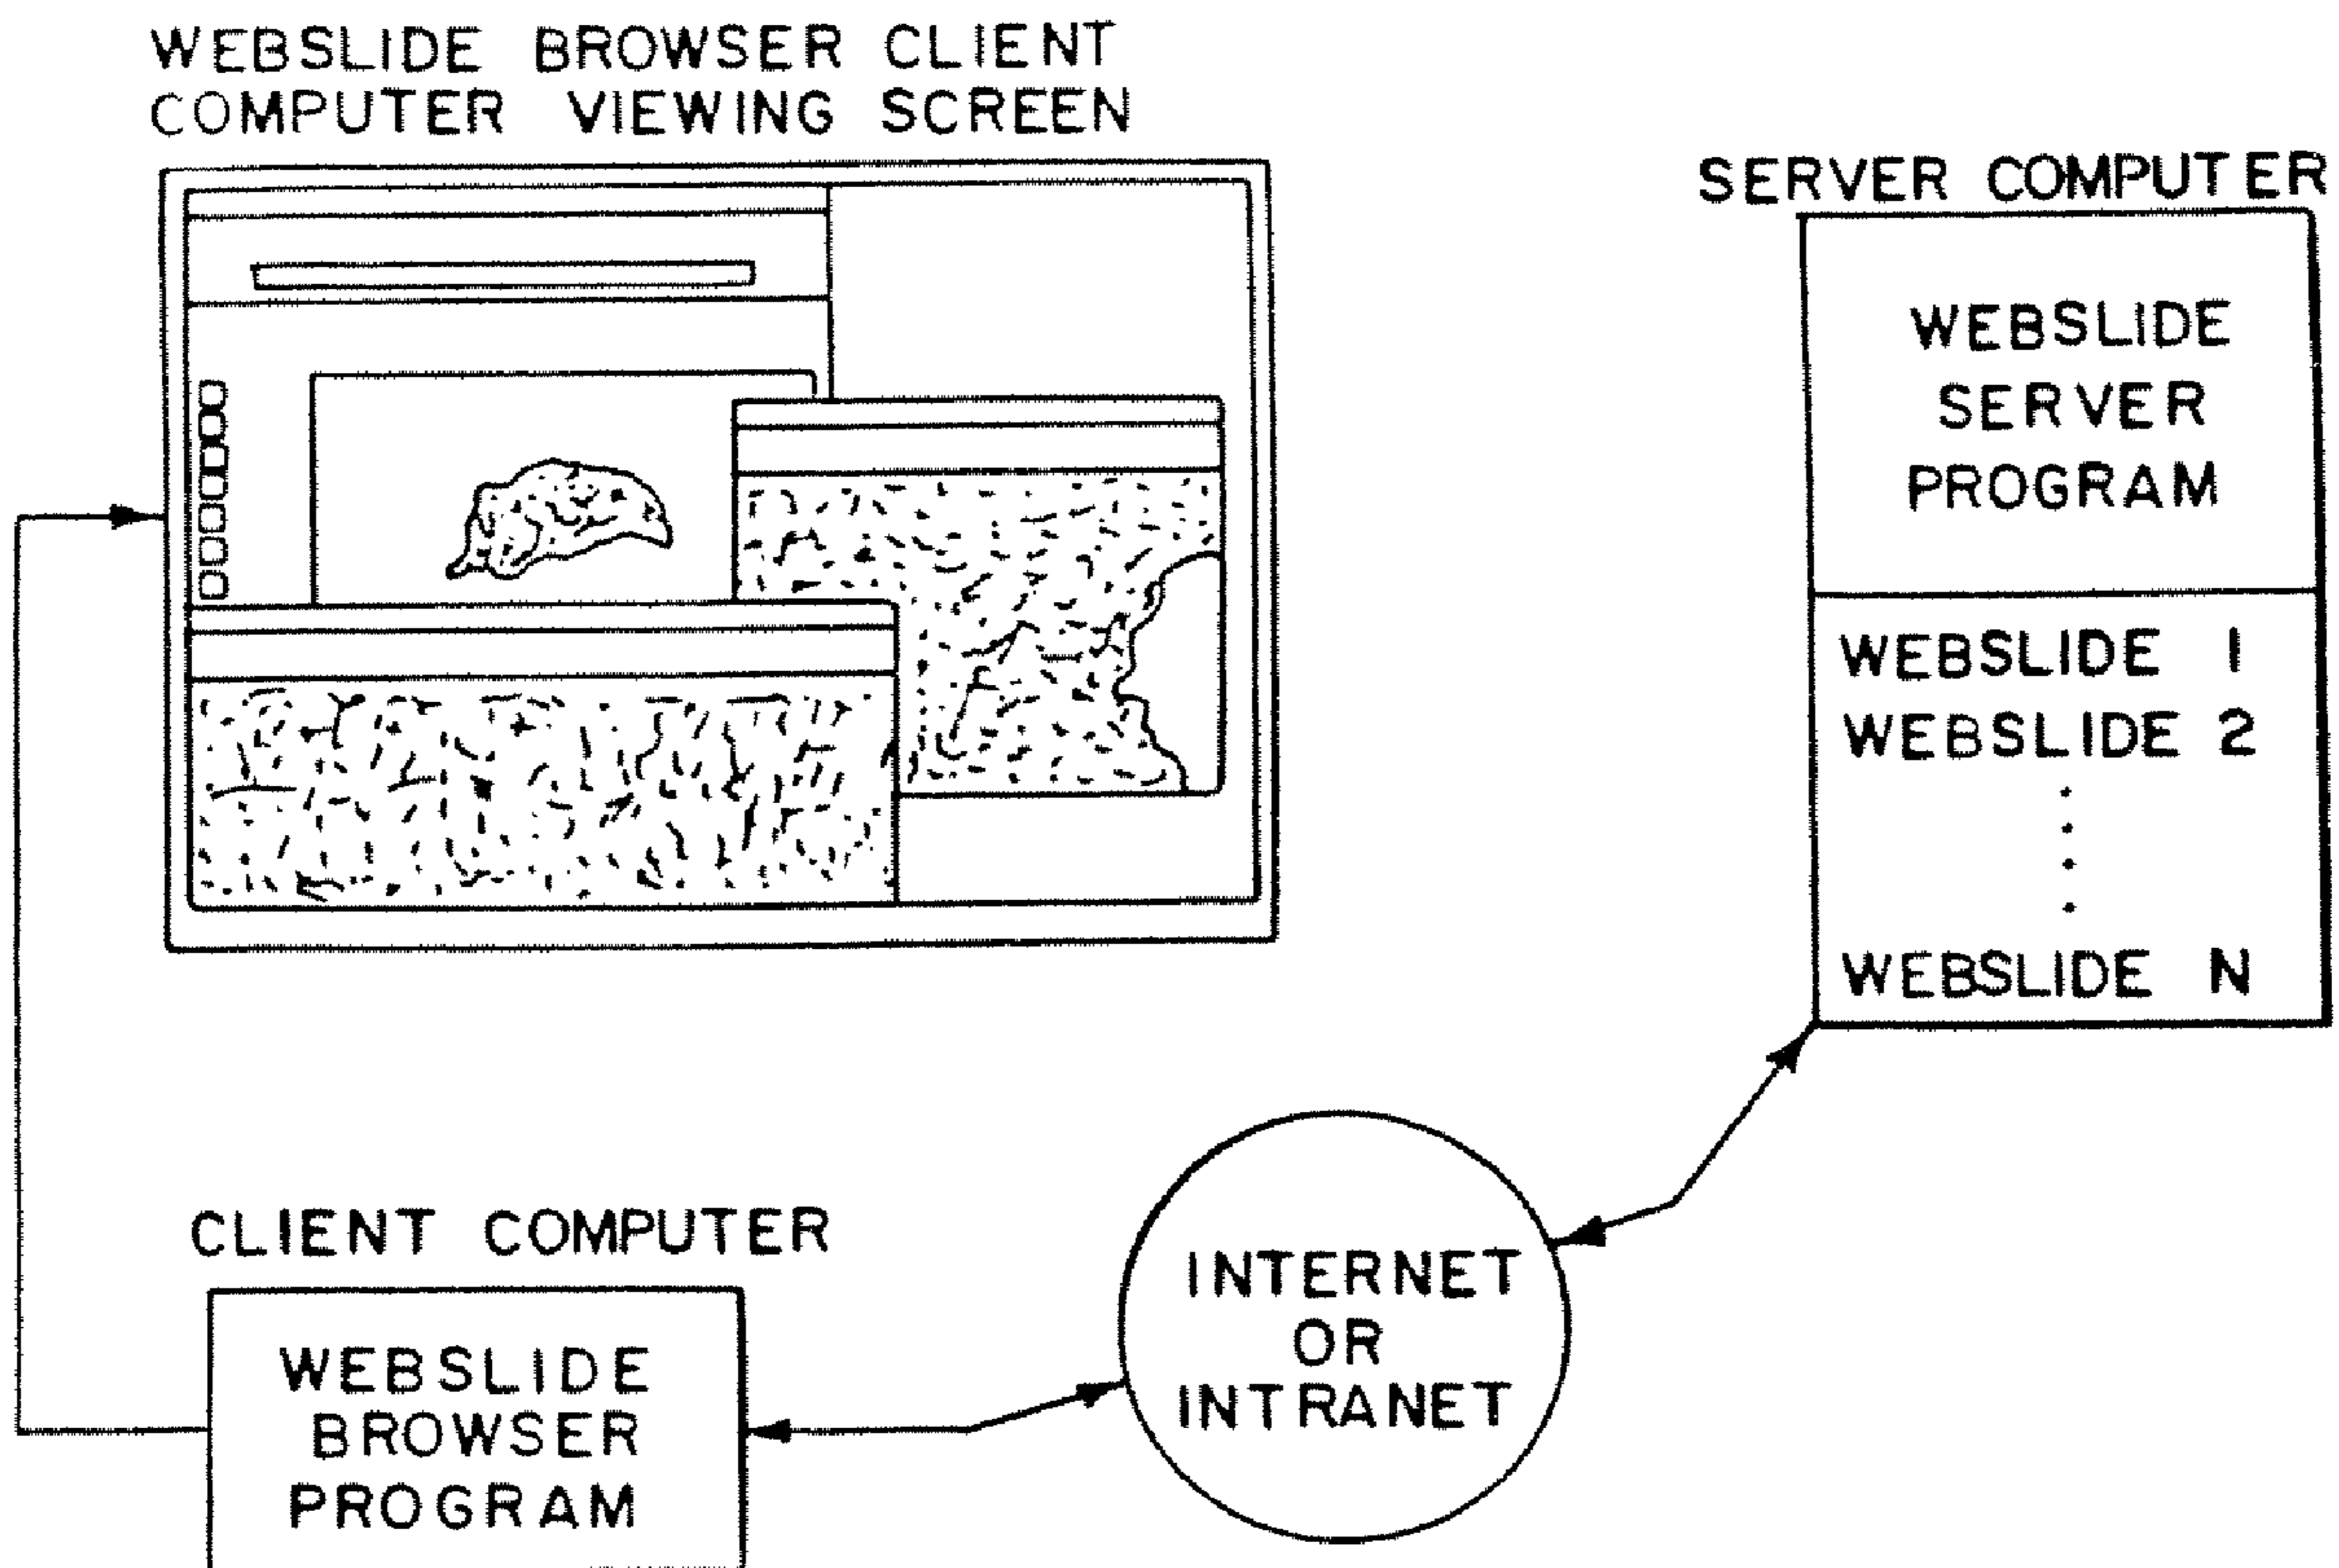 WEBSLIDE BROWSER CLIENT
COMPUTER VIEWING SCREEN
SERVER COMPUTER
WEBSLIDE
SERVER
PROGRAM
WEBSLIDE 1
WEBSLIDE 2
WEBSLIDE N
CLIENT COMPUTER
WEBSLIDE
BROWSER
PROGRAM
INTERNET
OR
INTRANET